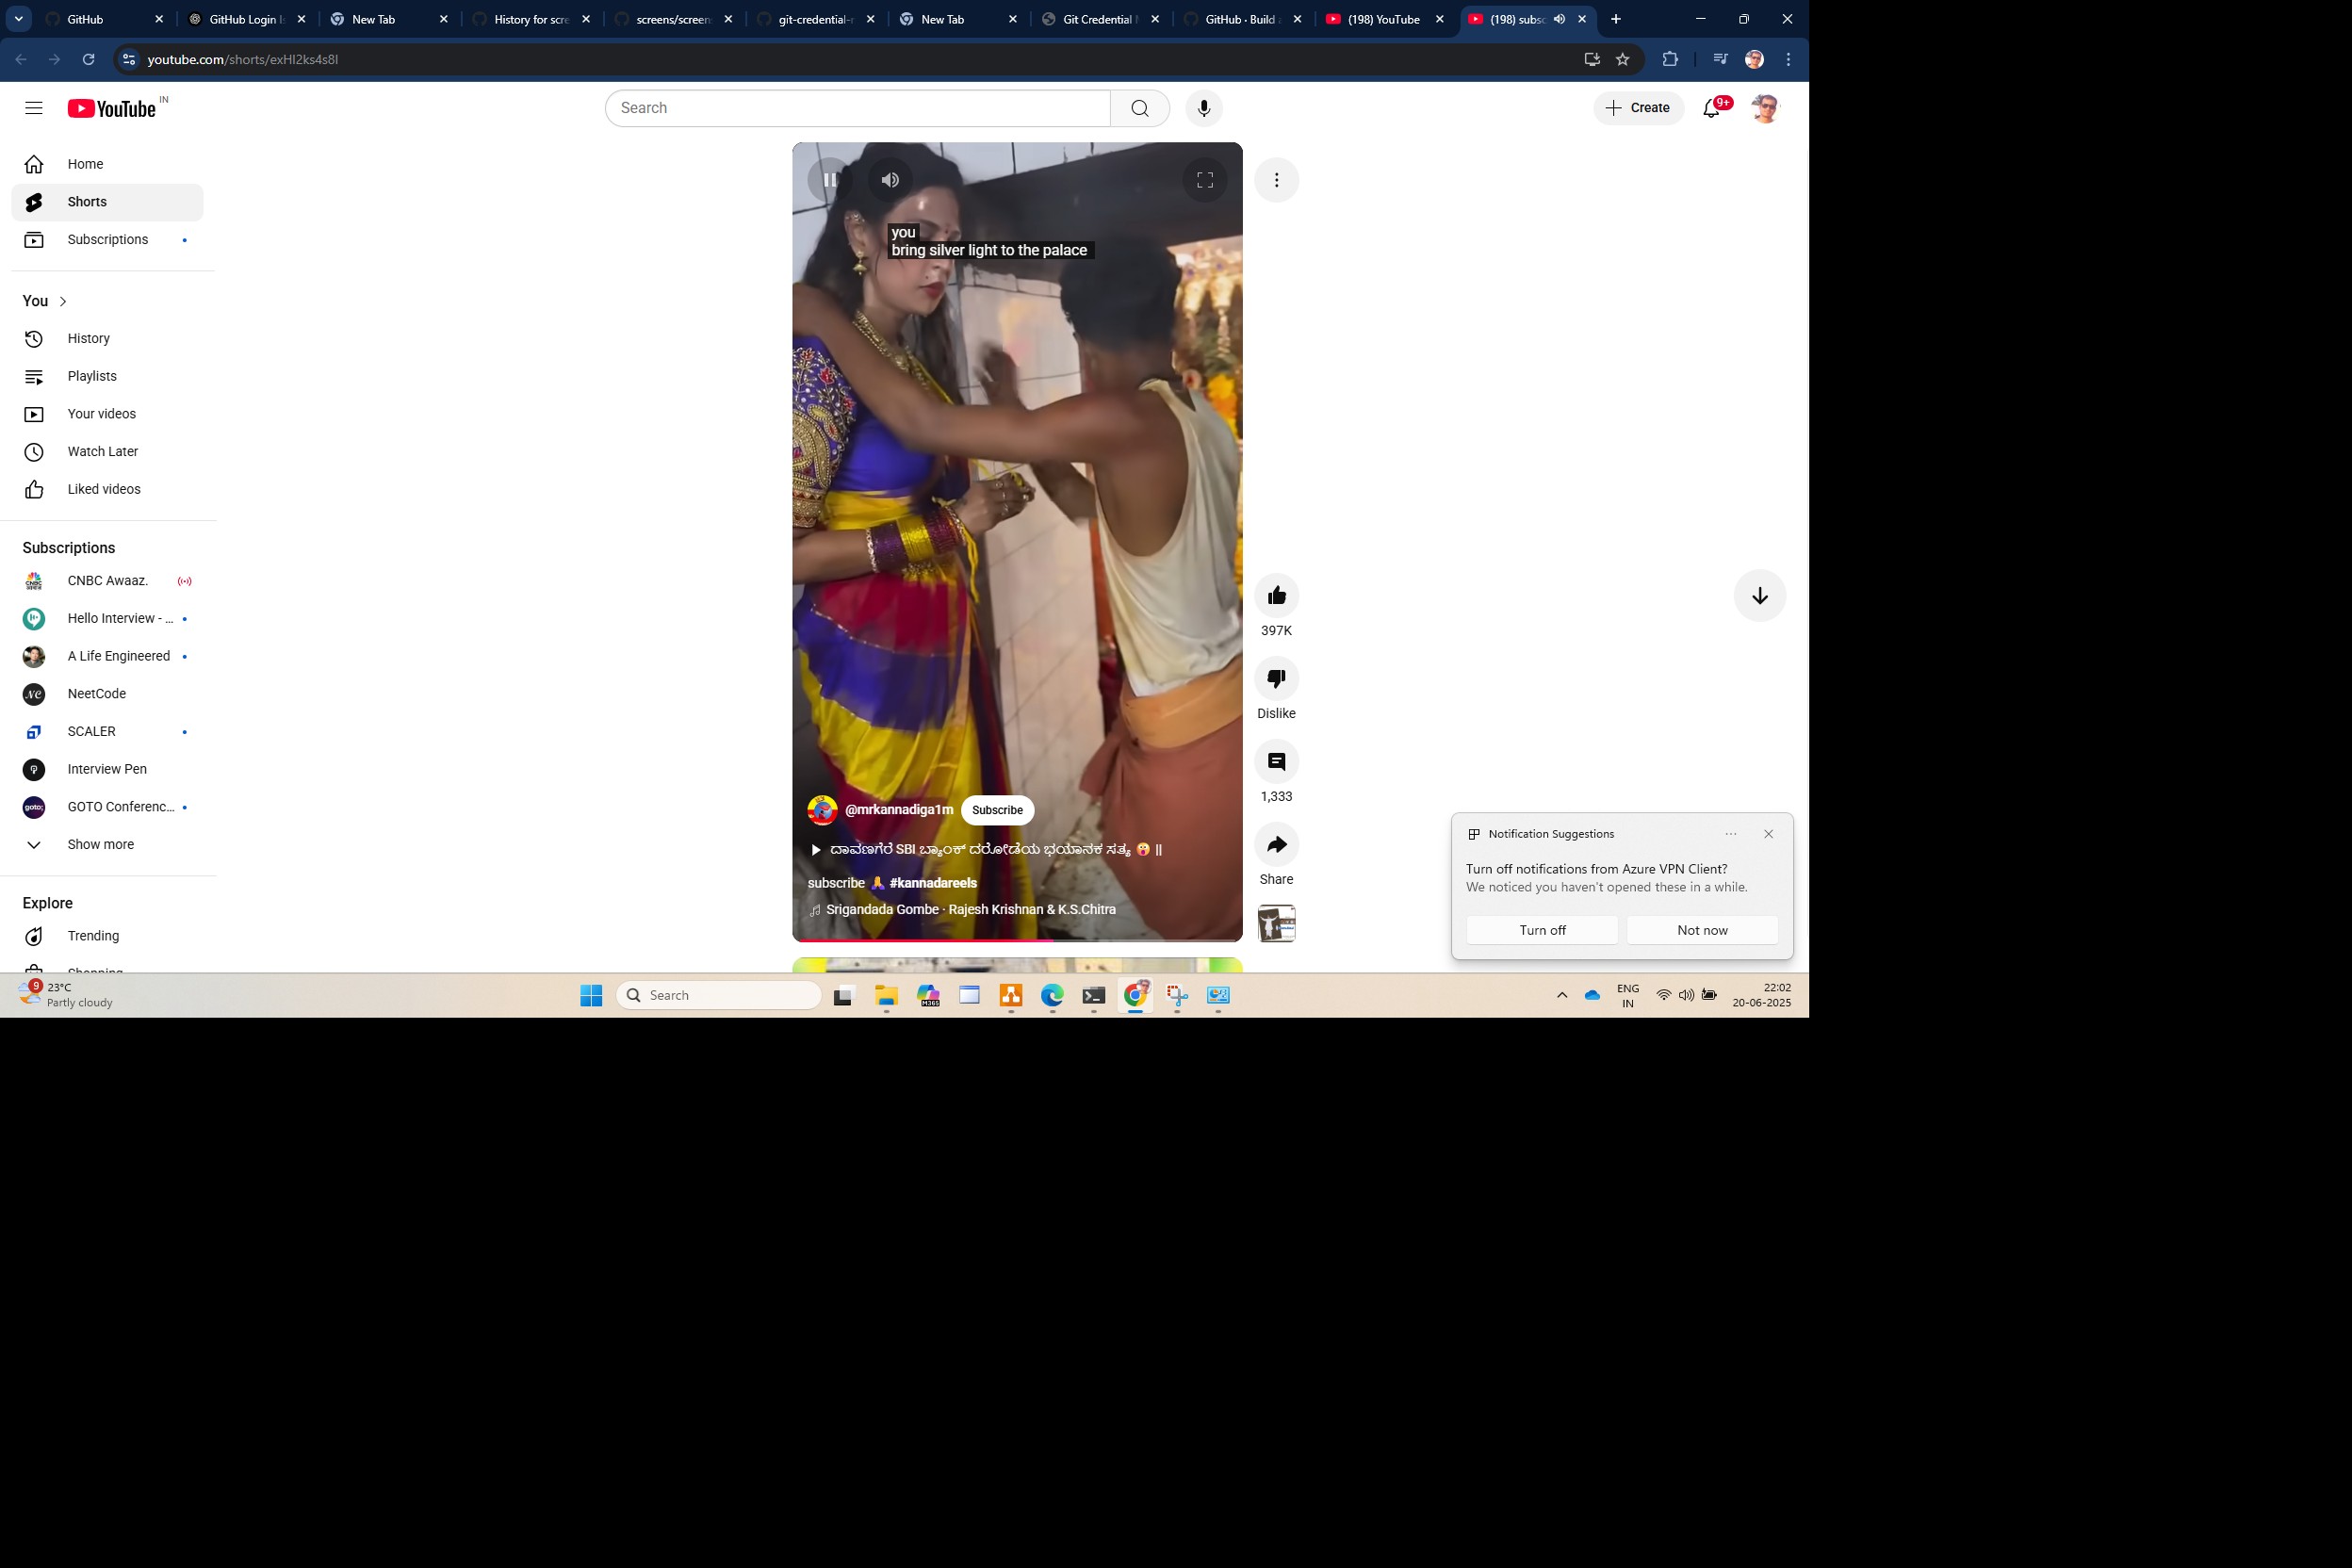 GitHub
GitHub Login
New Tab
History for scre
screens/screen
git-credential-
New Tab
Git Credential
GitHub · Build
(198) YouTube
(198) subsc
youtube.com/shorts/exHl2ks4s8I
YouTube IN
Search
Create
9+
Home
Shorts
Subscriptions
You
History
Playlists
Your videos
Watch Later
Liked videos
Subscriptions
CNBC Awaaz.
Hello Interview - ...
A Life Engineered
NeetCode
SCALER
Interview Pen
GOTO Conferenc...
Show more
Explore
Trending
Shopping
you
bring silver light to the palace
@mrkannadiga1m Subscribe
ದಾವಣಗೆರೆ SBI ಬ್ಯಾಂಕ್ ದರೋಡೆಯ ಭಯಾನಕ ಸತ್ಯ 😱 ||
subscribe 🙏 #kannadareels
Srigandada Gombe · Rajesh Krishnan & K.S.Chitra
397K
Dislike
1,333
Share
Notification Suggestions
Turn off notifications from Azure VPN Client?
We noticed you haven't opened these in a while.
Turn off
Not now
9
23°C
Partly cloudy
Search
M365
ENG
IN
22:02
20-06-2025